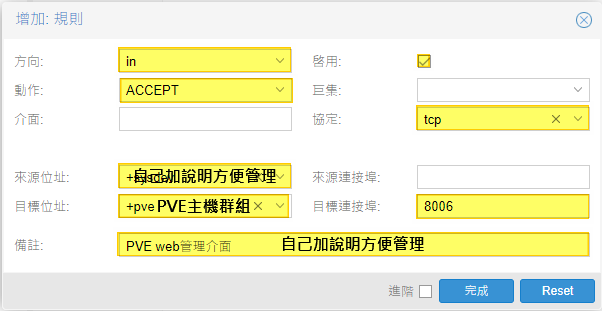 增加: 規則
方向: in 啓用:
動作: ACCEPT 巨集:
介面: 協定: tcp
來源位址: 自己加說明方便管理 來源連接埠:
目標位址: +pve PVE主機群組 目標連接埠: 8006
備註: PVE web管理介面 自己加說明方便管理
進階 完成 Reset